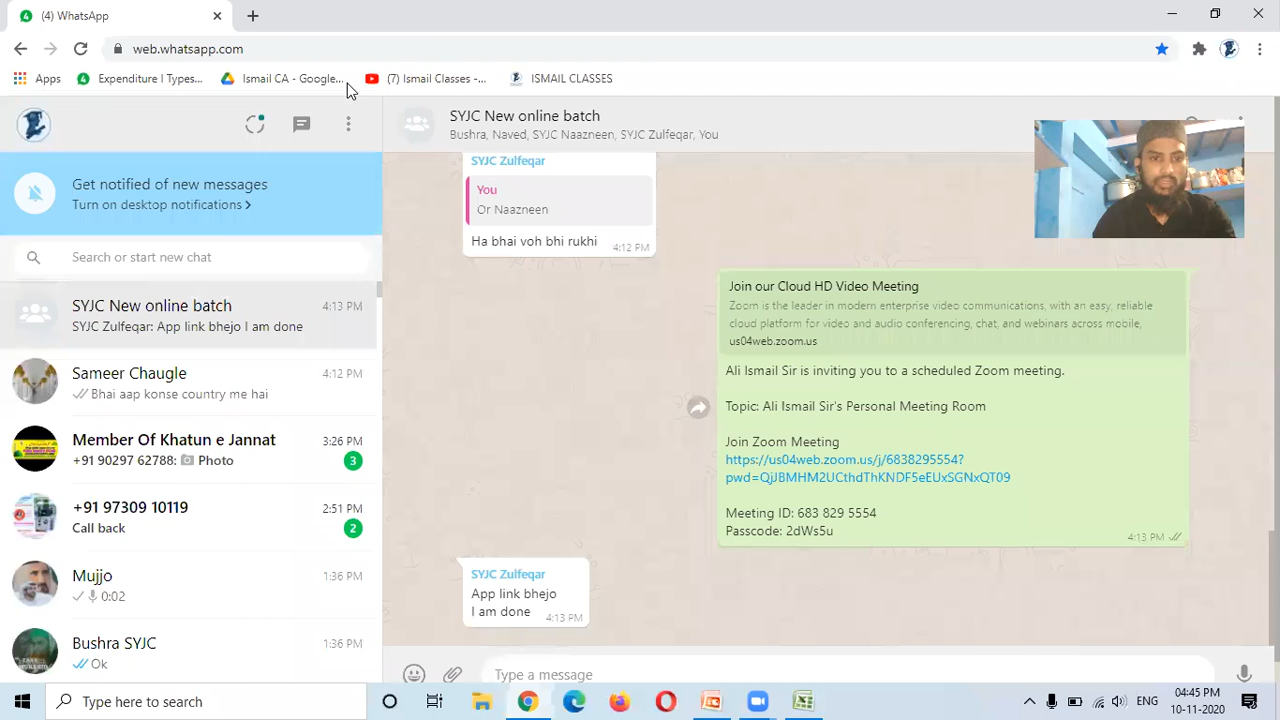 (4) WhatsApp
web.whatsapp.com
Apps
Expenditure I Types...
Ismail CA - Google...
(7) Ismail Classes -...
ISMAIL CLASSES
SYJC New online batch
Bushra, Naved, SYJC Naazneen, SYJC Zulfeqar, You
Get notified of new messages
Turn on desktop notifications >
Search or start new chat
SYJC New online batch
4:13 PM
SYJC Zulfeqar: App link bhejo I am done
Sameer Chaugle
4:12 PM
Bhai aap konse country me hai
Member Of Khatun e Jannat
3:26 PM
+91 90297 62788: Photo
3
+91 97309 10119
2:51 PM
Call back
2
Mujjo
1:36 PM
0:02
Bushra SYJC
1:36 PM
Ok
SYJC Zulfeqar
You
Or Naazneen
Ha bhai voh bhi rukhi
4:12 PM
Join our Cloud HD Video Meeting
Zoom is the leader in modern enterprise video communications, with an easy, reliable
cloud platform for video and audio conferencing, chat, and webinars across mobile,
us04web.zoom.us
Ali Ismail Sir is inviting you to a scheduled Zoom meeting.
Topic: Ali Ismail Sir's Personal Meeting Room
Join Zoom Meeting
https://us04web.zoom.us/j/6838295554?
pwd=QjJBMHM2UCthdThKNDF5eEUxSGNxQT09
Meeting ID: 683 829 5554
Passcode: 2dWs5u
4:13 PM
SYJC Zulfeqar
App link bhejo
I am done
4:13 PM
Type a message
Type here to search
ENG
04:45 PM
10-11-2020